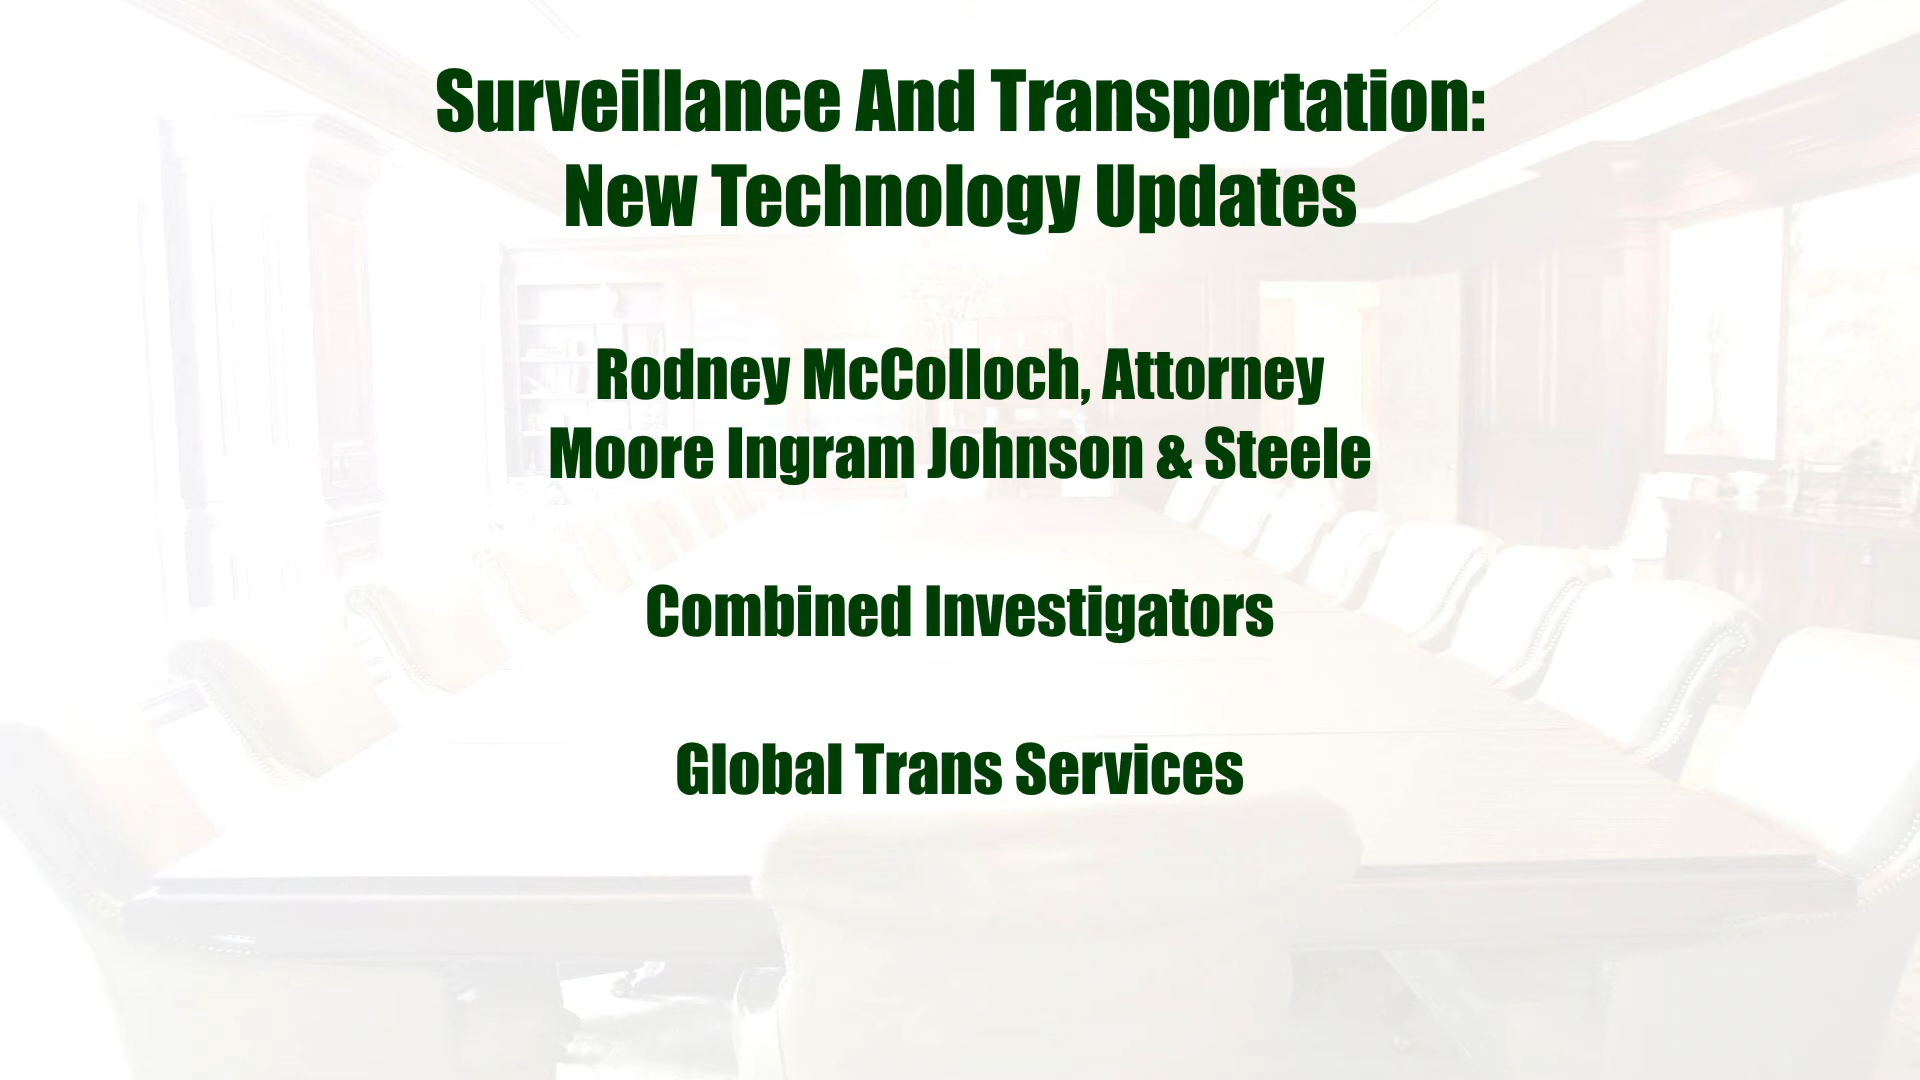 Surveillance And Transportation:
New Technology Updates
Rodney McColloch, Attorney
Moore Ingram Johnson & Steele
Combined Investigators
Global Trans Services